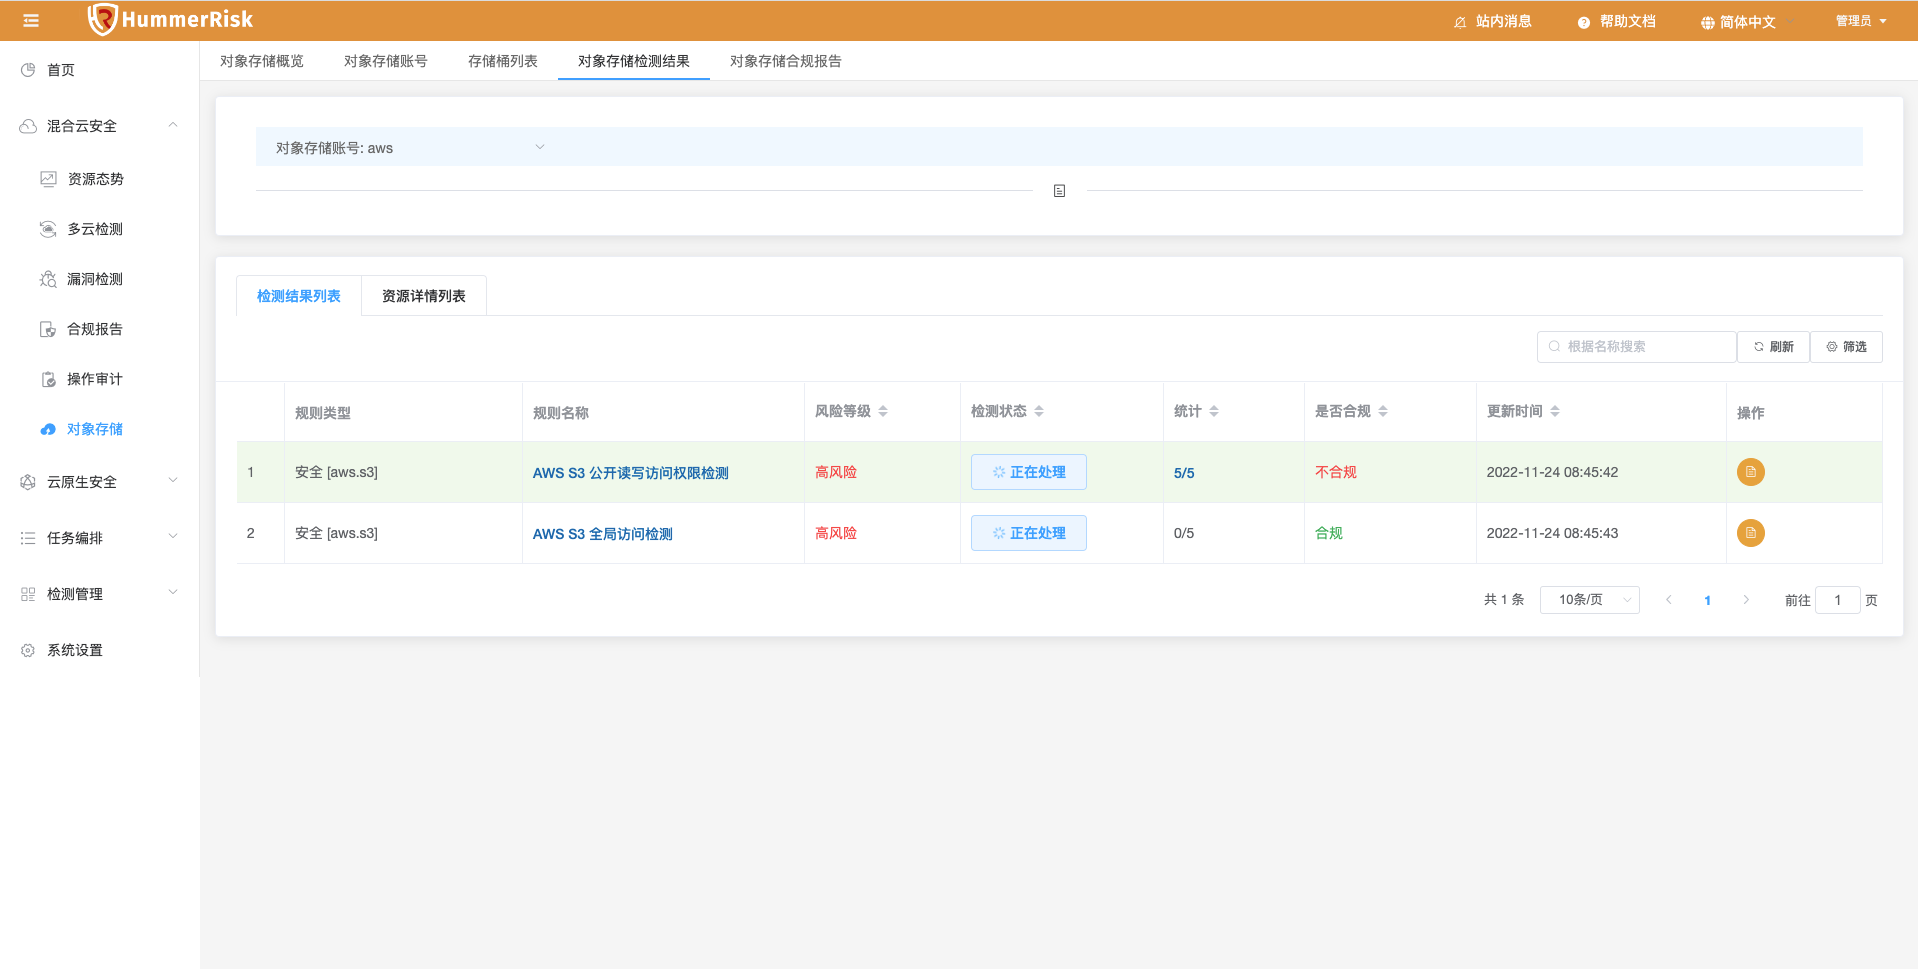 HummerRisk
站内消息
帮助文档
简体中文
管理员
首页
混合云安全
资源态势
多云检测
漏洞检测
合规报告
操作审计
对象存储
云原生安全
任务编排
检测管理
系统设置
对象存储概览
对象存储账号
存储桶列表
对象存储检测结果
对象存储合规报告
对象存储账号: aws
检测结果列表
资源详情列表
根据名称搜索
刷新
筛选
规则类型 规则名称 风险等级 检测状态 统计 是否合规 更新时间 操作
1 安全 [aws.s3] AWS S3 公开读写访问权限检测 高风险 正在处理 5/5 不合规 2022-11-24 08:45:42
2 安全 [aws.s3] AWS S3 全局访问检测 高风险 正在处理 0/5 合规 2022-11-24 08:45:43
共 1 条 10条/页 1 前往 1 页